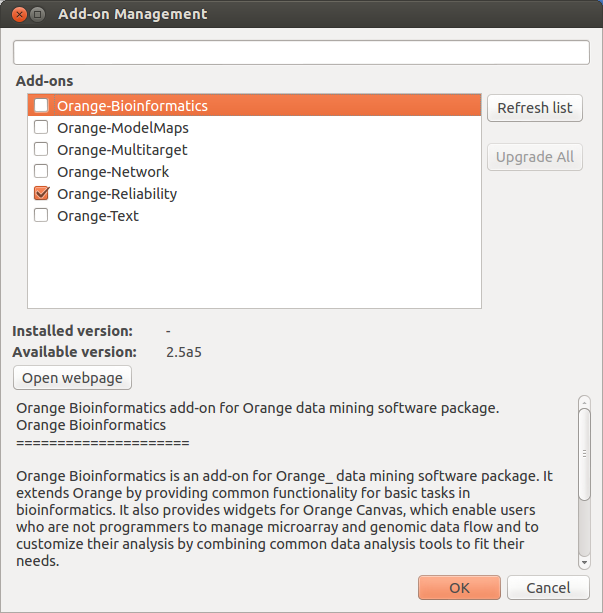 Add-on Management
Add-ons
Orange-Bioinformatics
Refresh list
Orange-ModelMaps
Orange-Multitarget
Upgrade All
Orange-Network
Orange-Reliability
Orange-Text
Installed version: -
Available version: 2.5a5
Open webpage
Orange Bioinformatics add-on for Orange data mining software package.
Orange Bioinformatics
=====================
Orange Bioinformatics is an add-on for Orange_ data mining software package. It
extends Orange by providing common functionality for basic tasks in
bioinformatics. It also provides widgets for Orange Canvas, which enable users
who are not programmers to manage microarray and genomic data flow and to
customize their analysis by combining common data analysis tools to fit their
needs.
OK Cancel